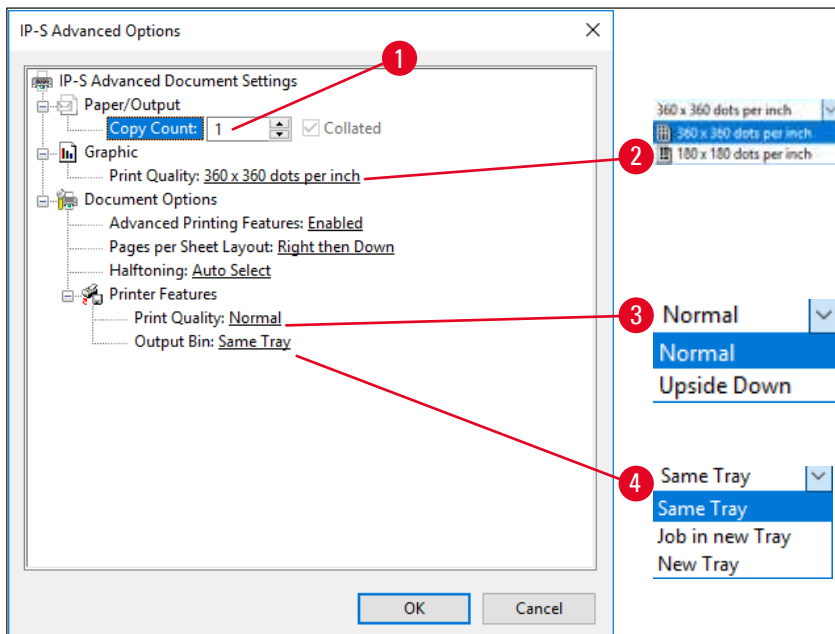 IP-S Advanced Options
IP-S Advanced Document Settings
Paper/Output
Copy Count: 1 Collated
Graphic
Print Quality: 360 x 360 dots per inch
Document Options
Advanced Printing Features: Enabled
Pages per Sheet Layout: Right then Down
Halftoning: Auto Select
Printer Features
Print Quality: Normal
Output Bin: Same Tray
OK Cancel
1
2
360 x 360 dots per inch
360 x 360 dots per inch
180 x 180 dots per inch
3
Normal
Normal
Upside Down
4
Same Tray
Same Tray
Job in new Tray
New Tray